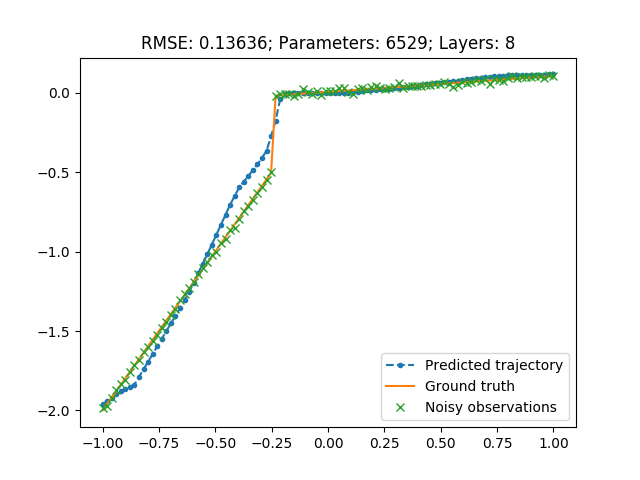 RMSE: 0.13636; Parameters: 6529; Layers: 8
0.0
−0.5
−1.0
−1.5
−2.0
Predicted trajectory
Ground truth
Noisy observations
−1.00 −0.75 −0.50 −0.25 0.00 0.25 0.50 0.75 1.00